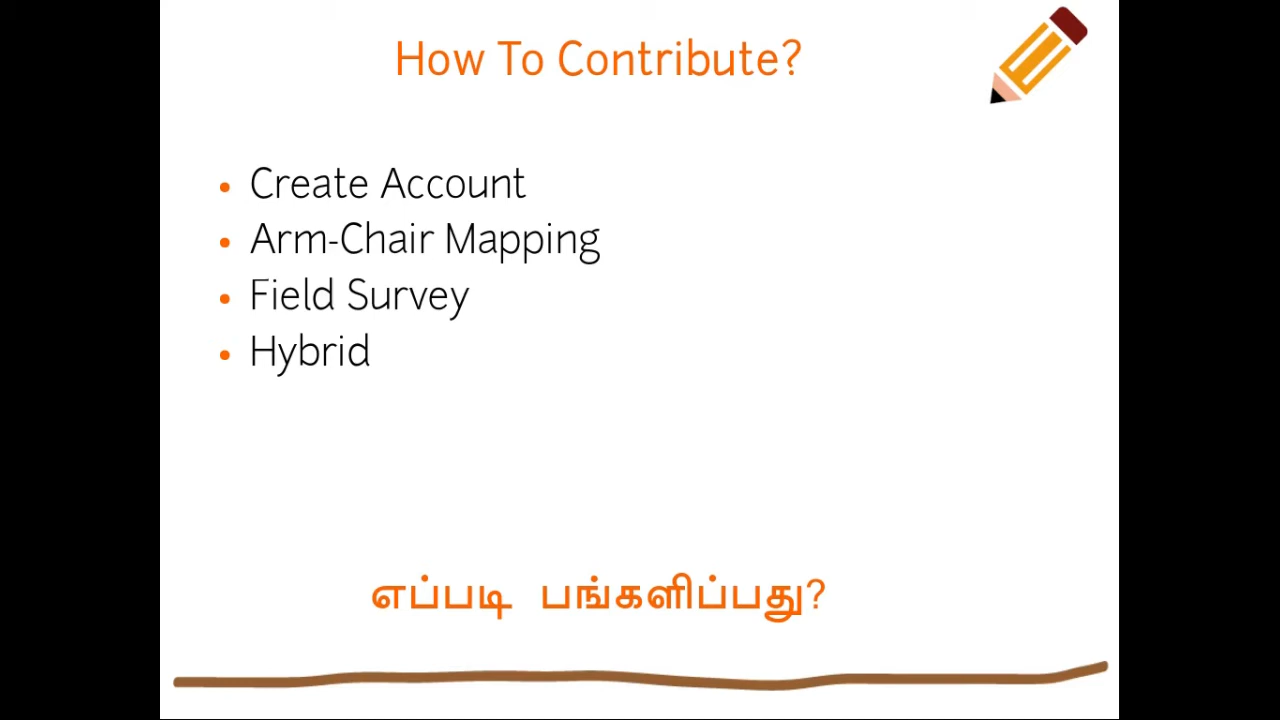 How To Contribute?
• Create Account
• Arm-Chair Mapping
• Field Survey
• Hybrid
எப்படி பங்களிப்பது?